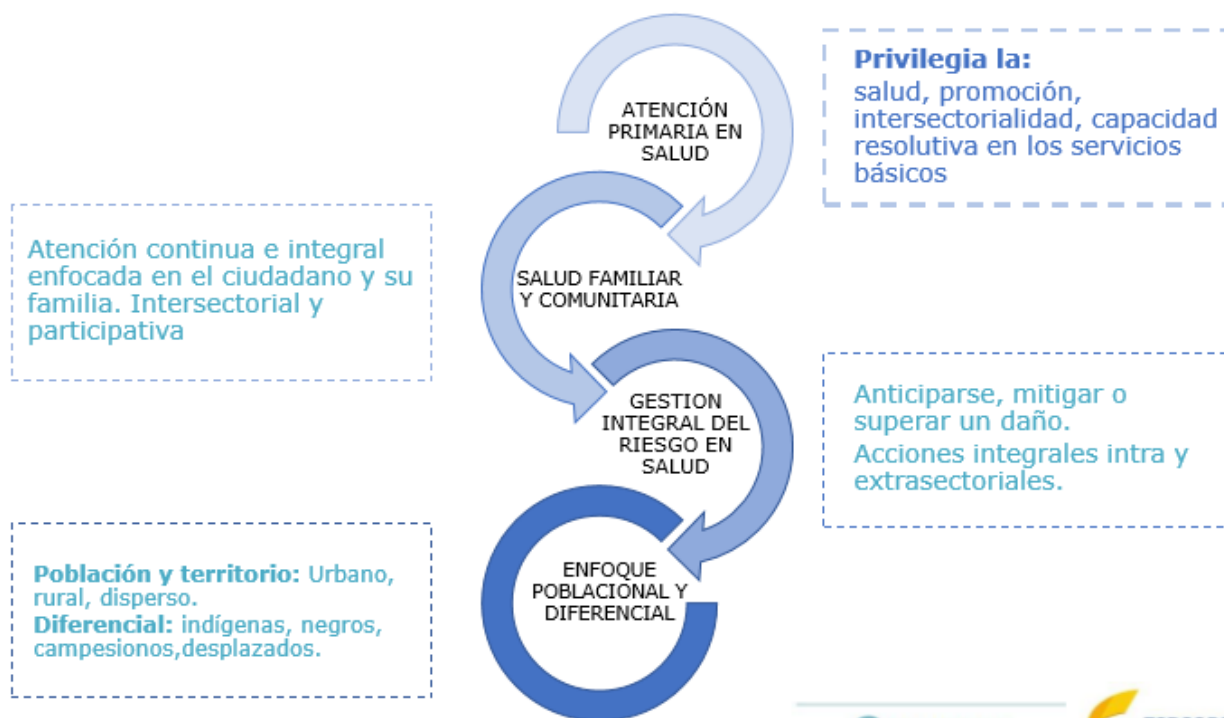 ATENCIÓN
PRIMARIA EN
SALUD
Privilegia la:
salud, promoción,
intersectorialidad, capacidad
resolutiva en los servicios
básicos
SALUD FAMILIAR
Y COMUNITARIA
Atención continua e integral
enfocada en el ciudadano y su
familia. Intersectorial y
participativa
GESTION
INTEGRAL DEL
RIESGO EN
SALUD
Anticiparse, mitigar o
superar un daño.
Acciones integrales intra y
extrasectoriales.
ENFOQUE
POBLACIONAL Y
DIFERENCIAL
Población y territorio: Urbano,
rural, disperso.
Diferencial: indígenas, negros,
campesionos,desplazados.